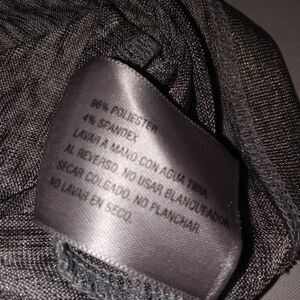 96% POLIESTER
4% SPANDEX
LAVAR A MANO CON AGUA TIBIA
AL REVERSO. NO USAR BLANQUEADOR.
SECAR COLGADO. NO PLANCHAR.
NO LAVAR EN SECO.